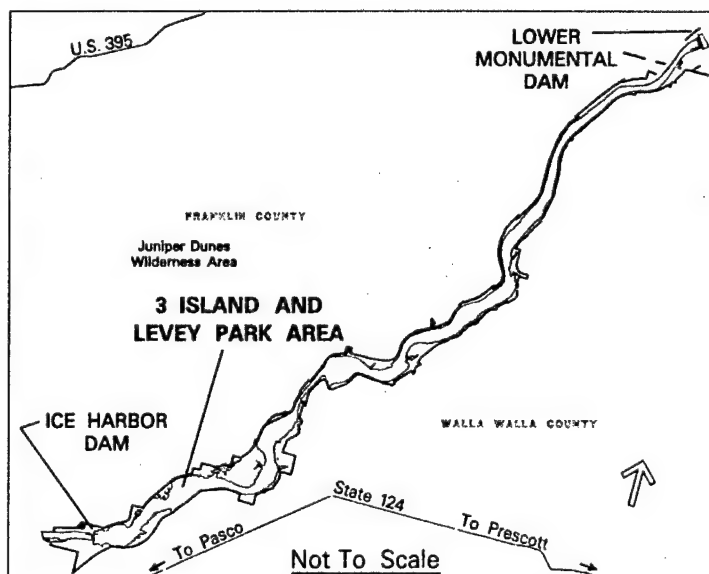 U.S. 395
LOWER
MONUMENTAL
DAM
FRANKLIN COUNTY
Juniper Dunes
Wilderness Area
3 ISLAND AND
LEVEY PARK AREA
ICE HARBOR
DAM
WALLA WALLA COUNTY
State 124
To Pasco
To Prescott
Not To Scale